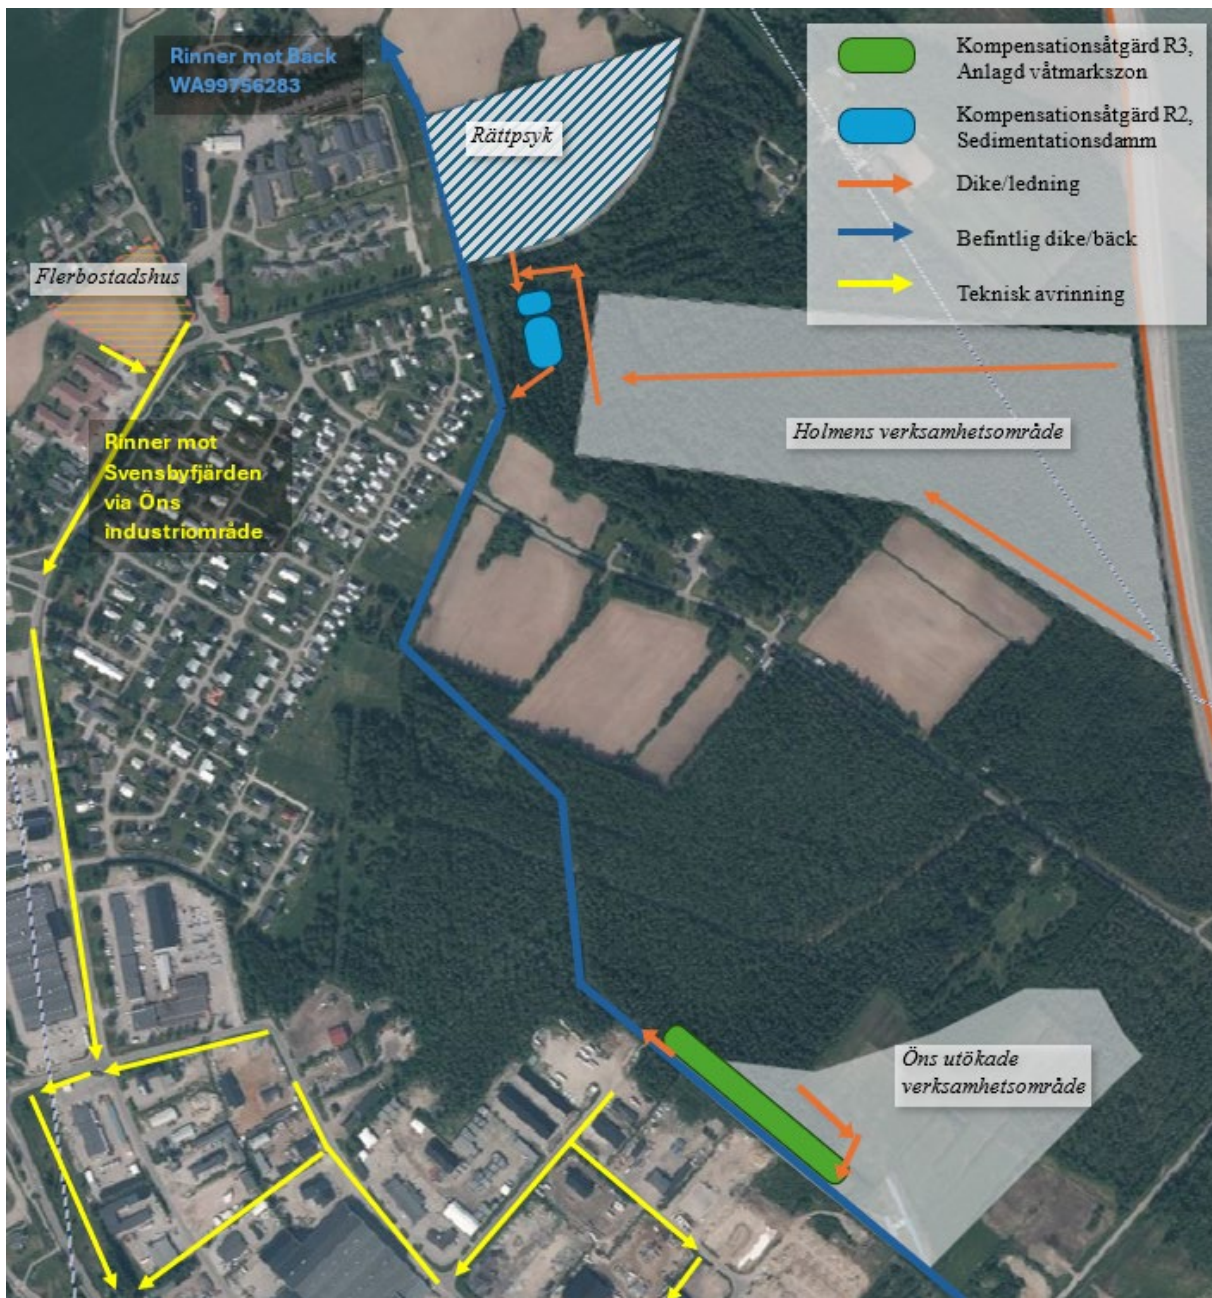 Rinner mot Bäck
WA99756283
Rättpsyk
Kompensationsåtgärd R3,
Anlagd våtmarkszon
Kompensationsåtgärd R2,
Sedimentationsdamm
Dike/ledning
Befintlig dike/bäck
Teknisk avrinning
Flerbostadshus
Rinner mot
Svensbyfjärden
via Öns
industriområde
Holmens verksamhetsområde
Öns utökade
verksamhetsområde